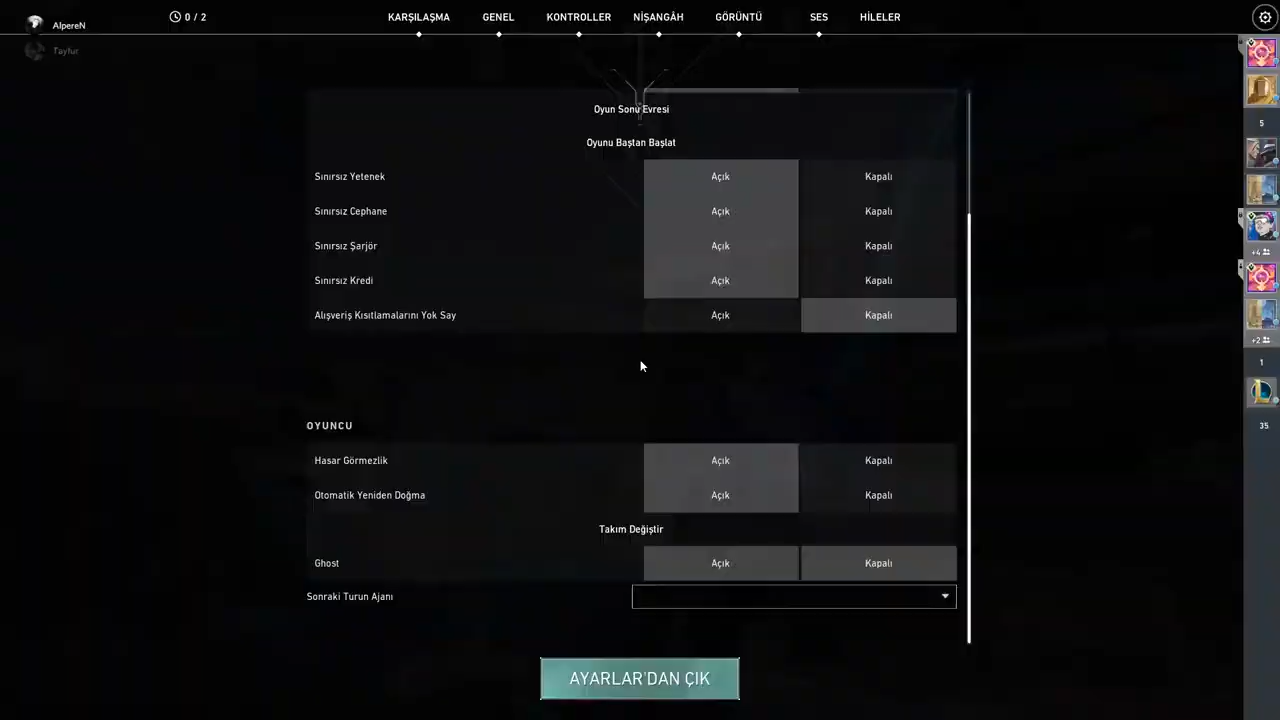 AlpereN
Tayfur
0 / 2
KARŞILAŞMA
GENEL
KONTROLLER
NİŞANGÂH
GÖRÜNTÜ
SES
HİLELER
Oyun Sonu Evresi
Oyunu Baştan Başlat
Sınırsız Yetenek Açık Kapalı
Sınırsız Cephane Açık Kapalı
Sınırsız Şarjör Açık Kapalı
Sınırsız Kredi Açık Kapalı
Alışveriş Kısıtlamalarını Yok Say Açık Kapalı
OYUNCU
Hasar Görmezlik Açık Kapalı
Otomatik Yeniden Doğma Açık Kapalı
Takım Değiştir
Ghost Açık Kapalı
Sonraki Turun Ajanı
AYARLAR'DAN ÇIK
5
+4
+2
1
35